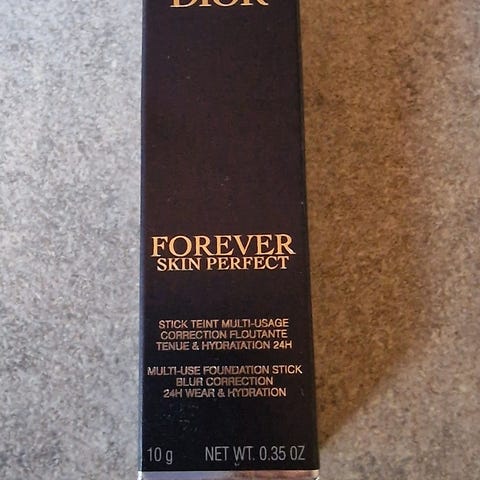 DIOR
FOREVER
SKIN PERFECT
STICK TEINT MULTI-USAGE
CORRECTION FLOUTANTE
TENUE & HYDRATATION 24H
MULTI-USE FOUNDATION STICK
BLUR CORRECTION
24H WEAR & HYDRATION
10 g NET WT. 0.35 OZ